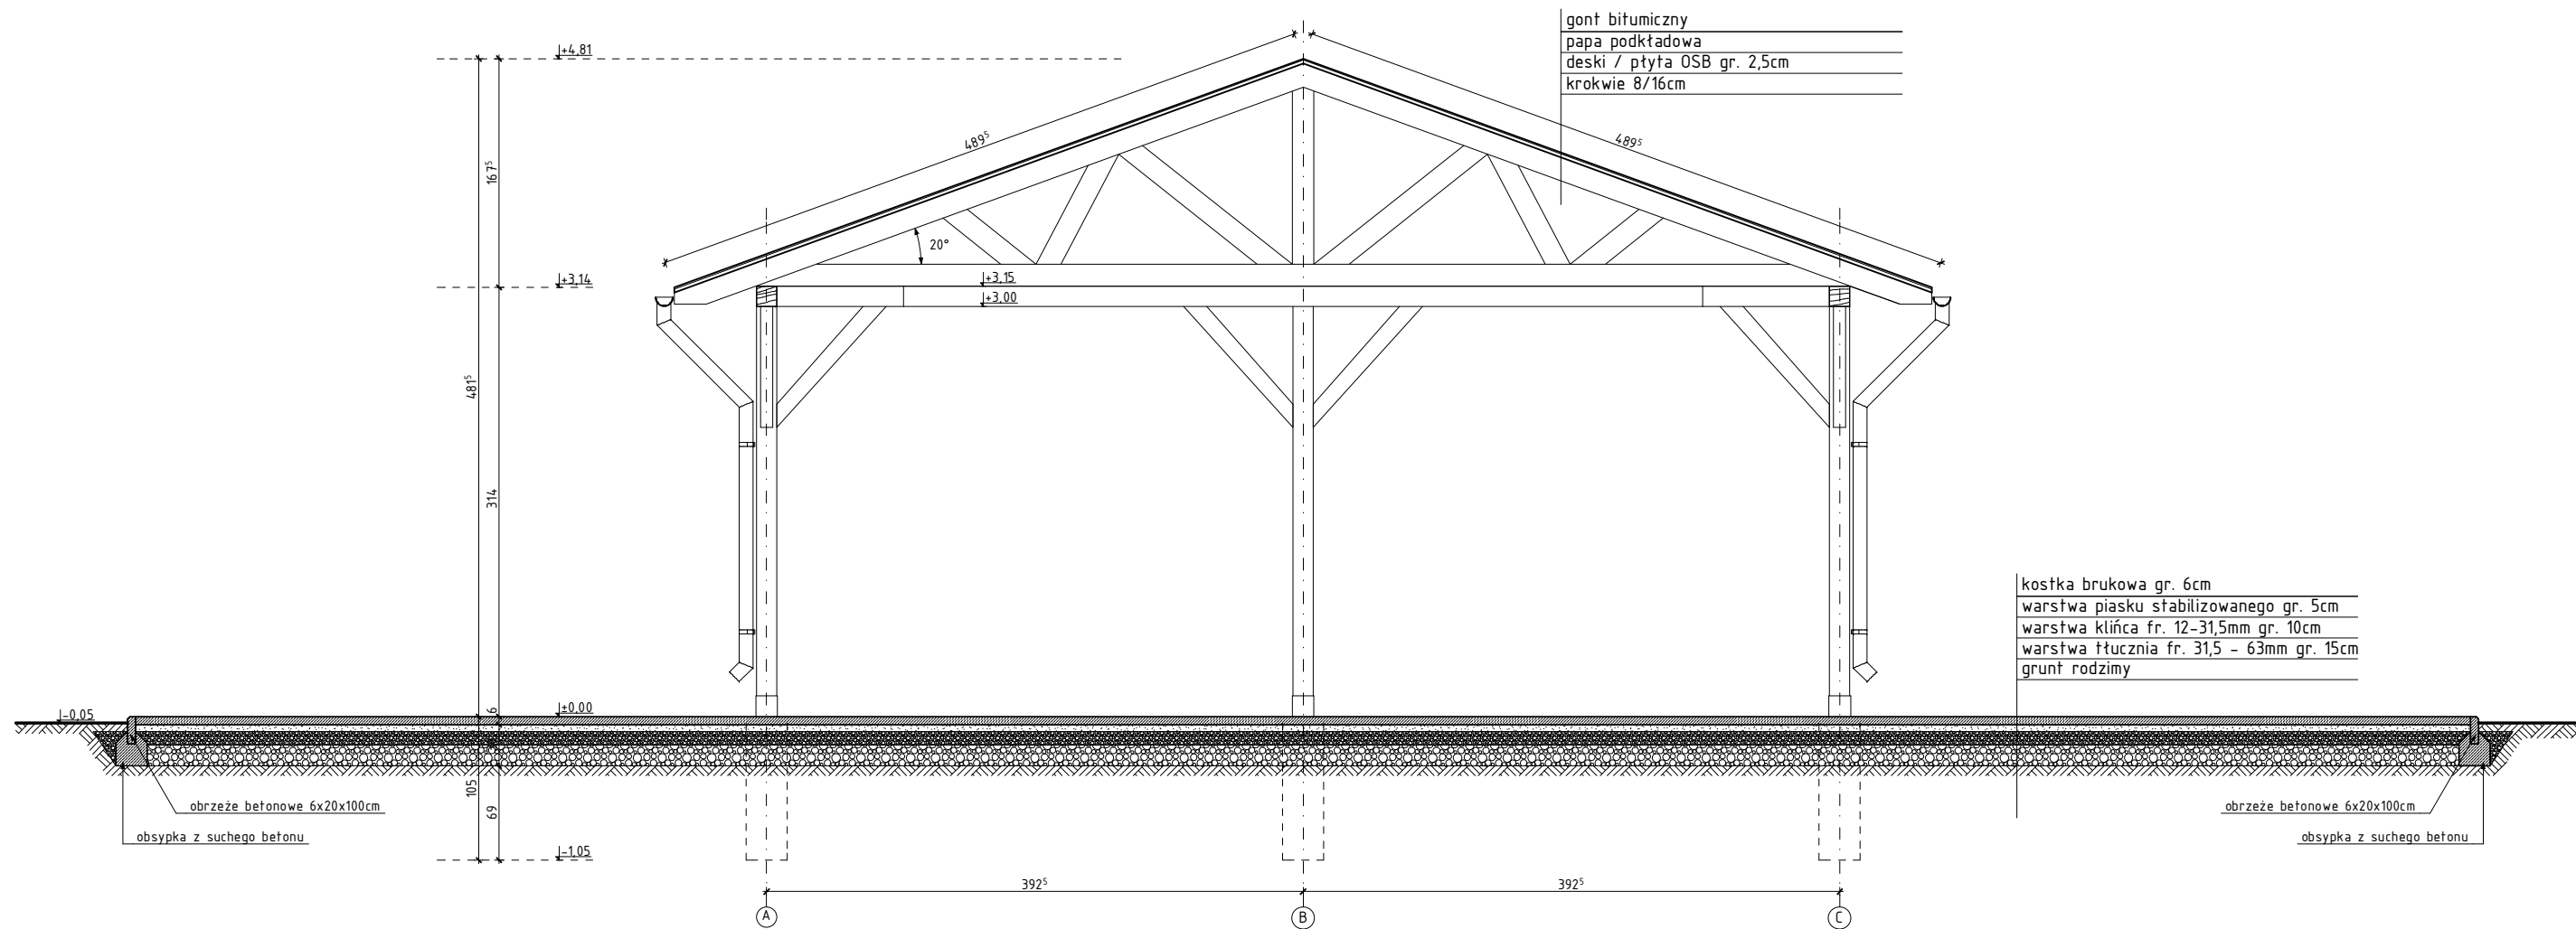 gont bitumiczny
papa podkładowa
deski / płyta OSB gr. 2,5cm
krokwie 8/16cm
+4,81
489⁵
489⁵
167⁵
20°
+3,14
+3,15
+3,00
481⁵
314
kostka brukowa gr. 6cm
warstwa piasku stabilizowanego gr. 5cm
warstwa klińca fr. 12-31,5mm gr. 10cm
warstwa tłucznia fr. 31,5 - 63mm gr. 15cm
grunt rodzimy
-0,05
6
±0,00
105
69
obrzeże betonowe 6x20x100cm
obrzeże betonowe 6x20x100cm
obsypka z suchego betonu
obsypka z suchego betonu
-1,05
392⁵
392⁵
A
B
C